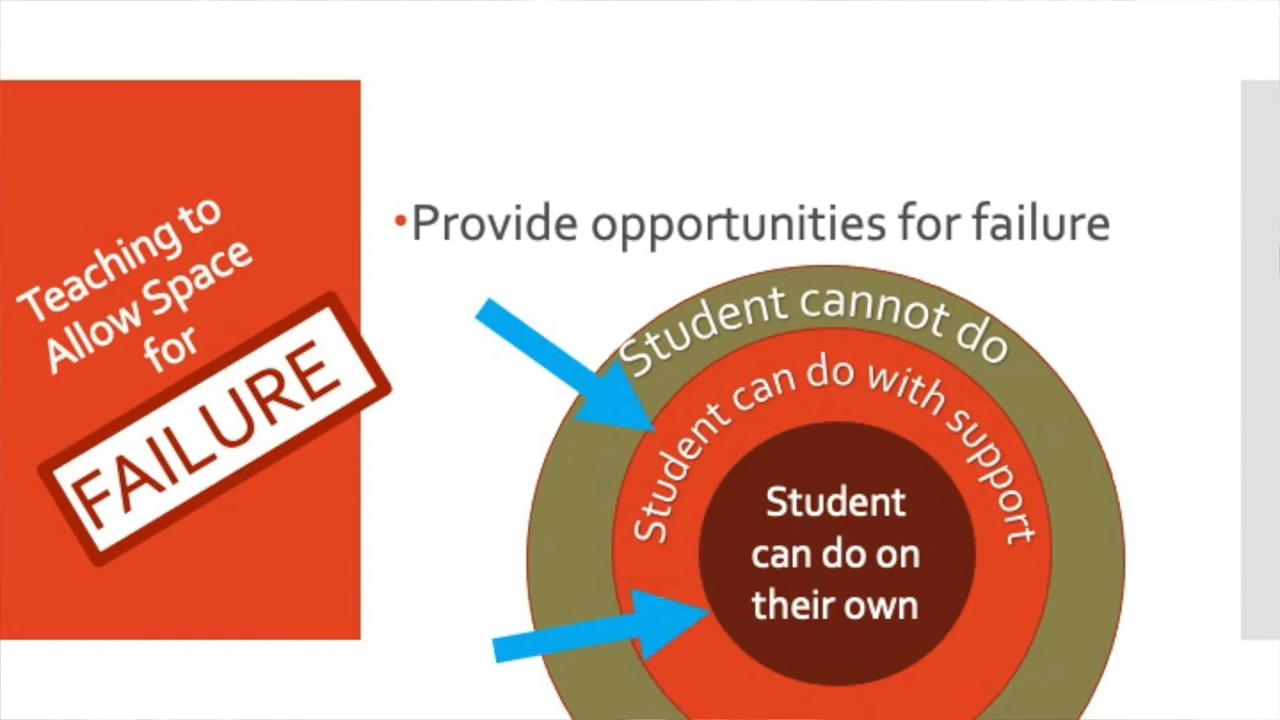 Teaching to
Allow Space
for
FAILURE
•Provide opportunities for failure
Student cannot do
Student can do with support
Student
can do on
their own